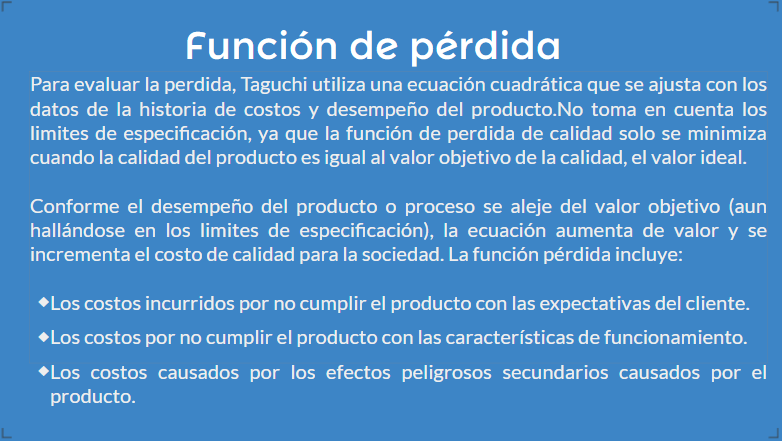 Función de pérdida
Para evaluar la perdida, Taguchi utiliza una ecuación cuadrática que se ajusta con los
datos de la historia de costos y desempeño del producto.No toma en cuenta los
limites de especificación, ya que la función de perdida de calidad solo se minimiza
cuando la calidad del producto es igual al valor objetivo de la calidad, el valor ideal.
Conforme el desempeño del producto o proceso se aleje del valor objetivo (aun
hallándose en los limites de especificación), la ecuación aumenta de valor y se
incrementa el costo de calidad para la sociedad. La función pérdida incluye:
◆Los costos incurridos por no cumplir el producto con las expectativas del cliente.
◆Los costos por no cumplir el producto con las características de funcionamiento.
◆Los costos causados por los efectos peligrosos secundarios causados por el
producto.